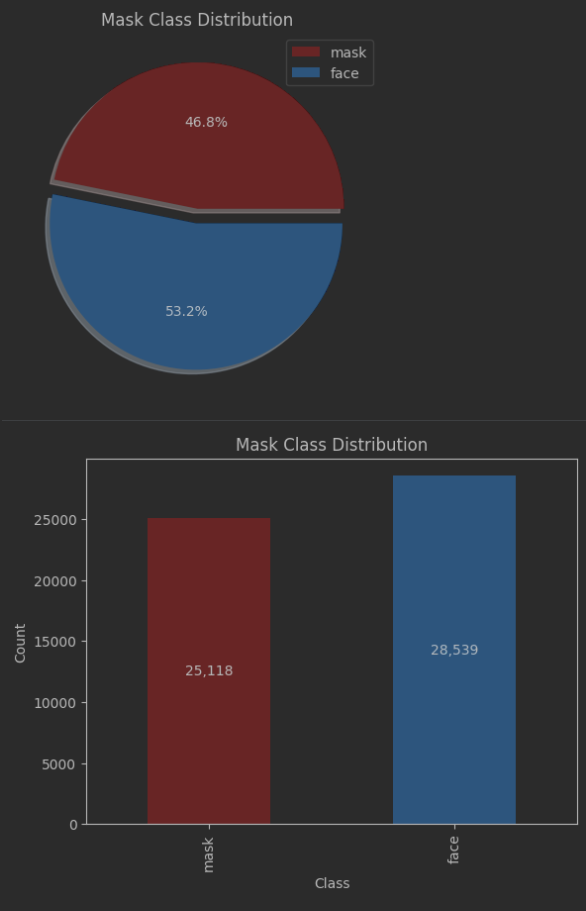 Mask Class Distribution
mask
face
46.8%
53.2%
Mask Class Distribution
25000
20000
15000
10000
5000
0
Count
25,118
28,539
mask
face
Class